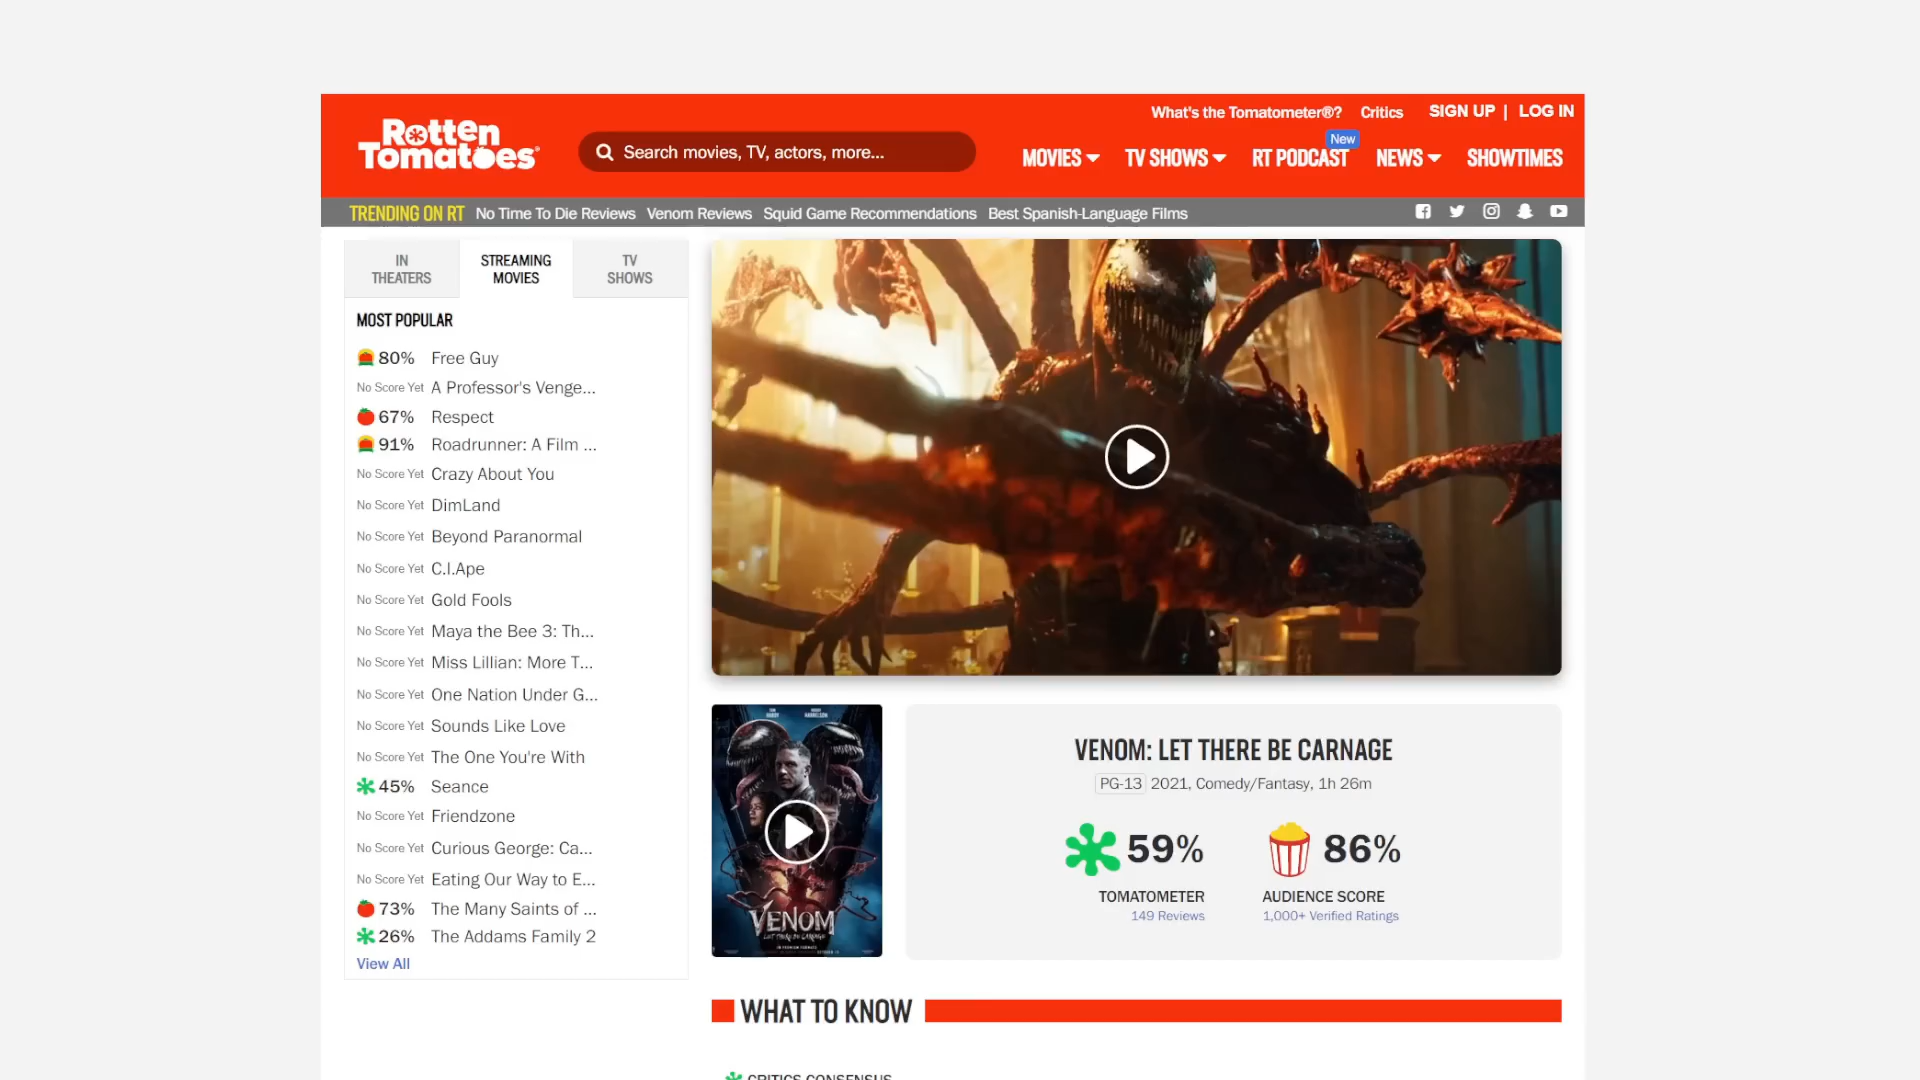 What's the Tomatometer®? Critics SIGN UP | LOG IN
Rotten
Tomatoes
Search movies, TV, actors, more...
New
MOVIES TV SHOWS RT PODCAST NEWS SHOWTIMES
TRENDING ON RT No Time To Die Reviews Venom Reviews Squid Game Recommendations Best Spanish-Language Films
IN
THEATERS
STREAMING
MOVIES
TV
SHOWS
MOST POPULAR
80% Free Guy
No Score Yet A Professor's Venge...
67% Respect
91% Roadrunner: A Film ...
No Score Yet Crazy About You
No Score Yet DimLand
No Score Yet Beyond Paranormal
No Score Yet C.I.Ape
No Score Yet Gold Fools
No Score Yet Maya the Bee 3: Th...
No Score Yet Miss Lillian: More T...
No Score Yet One Nation Under G...
No Score Yet Sounds Like Love
No Score Yet The One You're With
45% Seance
No Score Yet Friendzone
No Score Yet Curious George: Ca...
No Score Yet Eating Our Way to E...
73% The Many Saints of ...
26% The Addams Family 2
View All
VENOM
LET THERE BE CARNAGE
VENOM: LET THERE BE CARNAGE
PG-13 2021, Comedy/Fantasy, 1h 26m
59% 86%
TOMATOMETER AUDIENCE SCORE
149 Reviews 1,000+ Verified Ratings
WHAT TO KNOW
CRITICS CONSENSUS